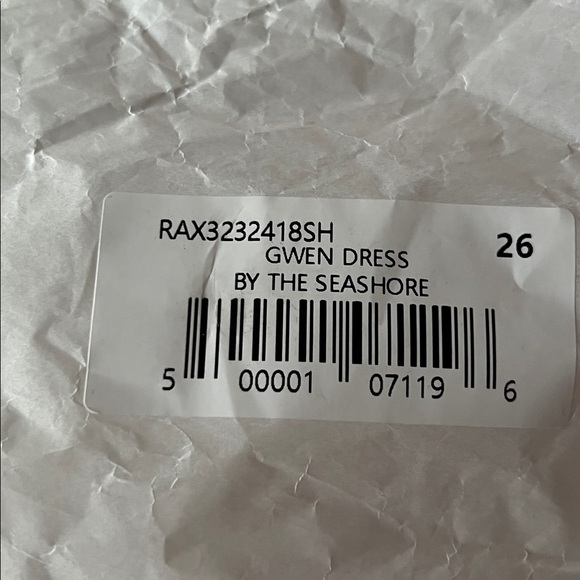 RAX3232418SH
26
GWEN DRESS
BY THE SEASHORE
5 00001 07119 6